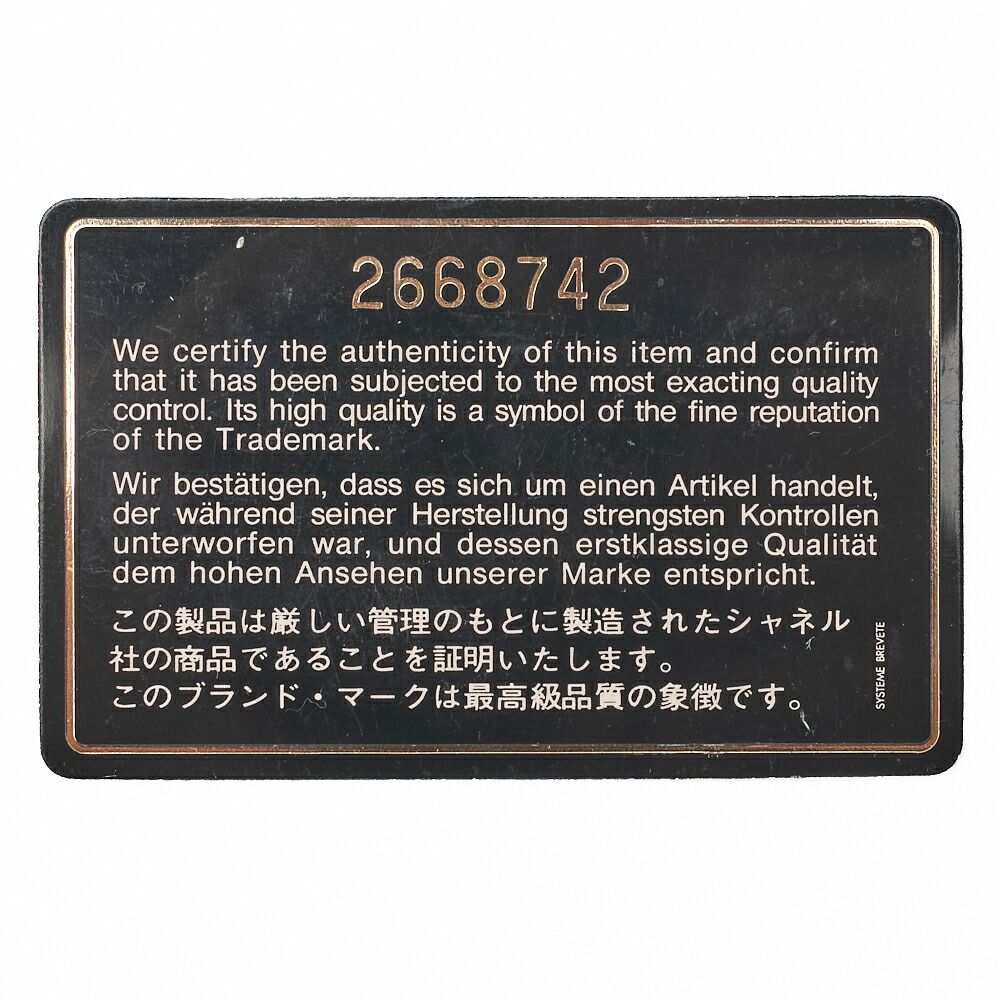 2668742
We certify the authenticity of this item and confirm
that it has been subjected to the most exacting quality
control. Its high quality is a symbol of the fine reputation
of the Trademark.
Wir bestätigen, dass es sich um einen Artikel handelt,
der während seiner Herstellung strengsten Kontrollen
unterworfen war, und dessen erstklassige Qualität
dem hohen Ansehen unserer Marke entspricht.
この製品は厳しい管理のもとに製造されたシャネル
社の商品であることを証明いたします。
このブランド・マークは最高級品質の象徴です。
SYSTEME BREVETE